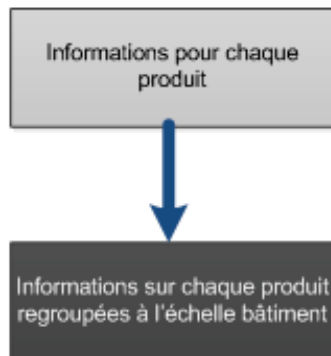 Informations pour chaque
produit
Informations sur chaque produit
regroupées à l'échelle bâtiment